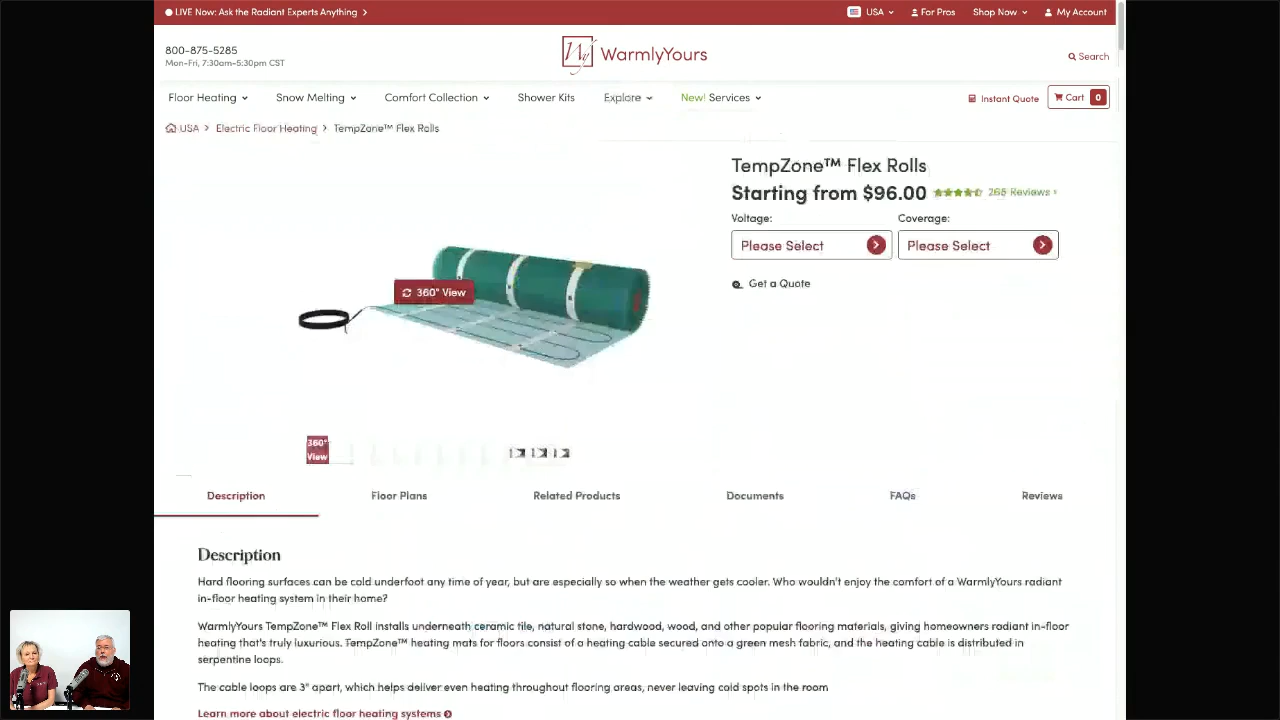 LIVE Now: Ask the Radiant Experts Anything
USA
For Pros
Shop Now
My Account
800-875-5285
Mon-Fri, 7:30am-5:30pm CST
Wy WarmlyYours
Search
Floor Heating
Snow Melting
Comfort Collection
Shower Kits
Explore
New! Services
Instant Quote
Cart 0
USA > Electric Floor Heating > TempZone™ Flex Rolls
TempZone™ Flex Rolls
Starting from $96.00 265 Reviews
Voltage:
Coverage:
Please Select
Please Select
Get a Quote
360° View
360°
View
Description
Floor Plans
Related Products
Documents
FAQs
Reviews
Description
Hard flooring surfaces can be cold underfoot any time of year, but are especially so when the weather gets cooler. Who wouldn't enjoy the comfort of a WarmlyYours radiant
in-floor heating system in their home?
WarmlyYours TempZone™ Flex Roll installs underneath ceramic tile, natural stone, hardwood, wood, and other popular flooring materials, giving homeowners radiant in-floor
heating that's truly luxurious. TempZone™ heating mats for floors consist of a heating cable secured onto a green mesh fabric, and the heating cable is distributed in
serpentine loops.
The cable loops are 3" apart, which helps deliver even heating throughout flooring areas, never leaving cold spots in the room
Learn more about electric floor heating systems